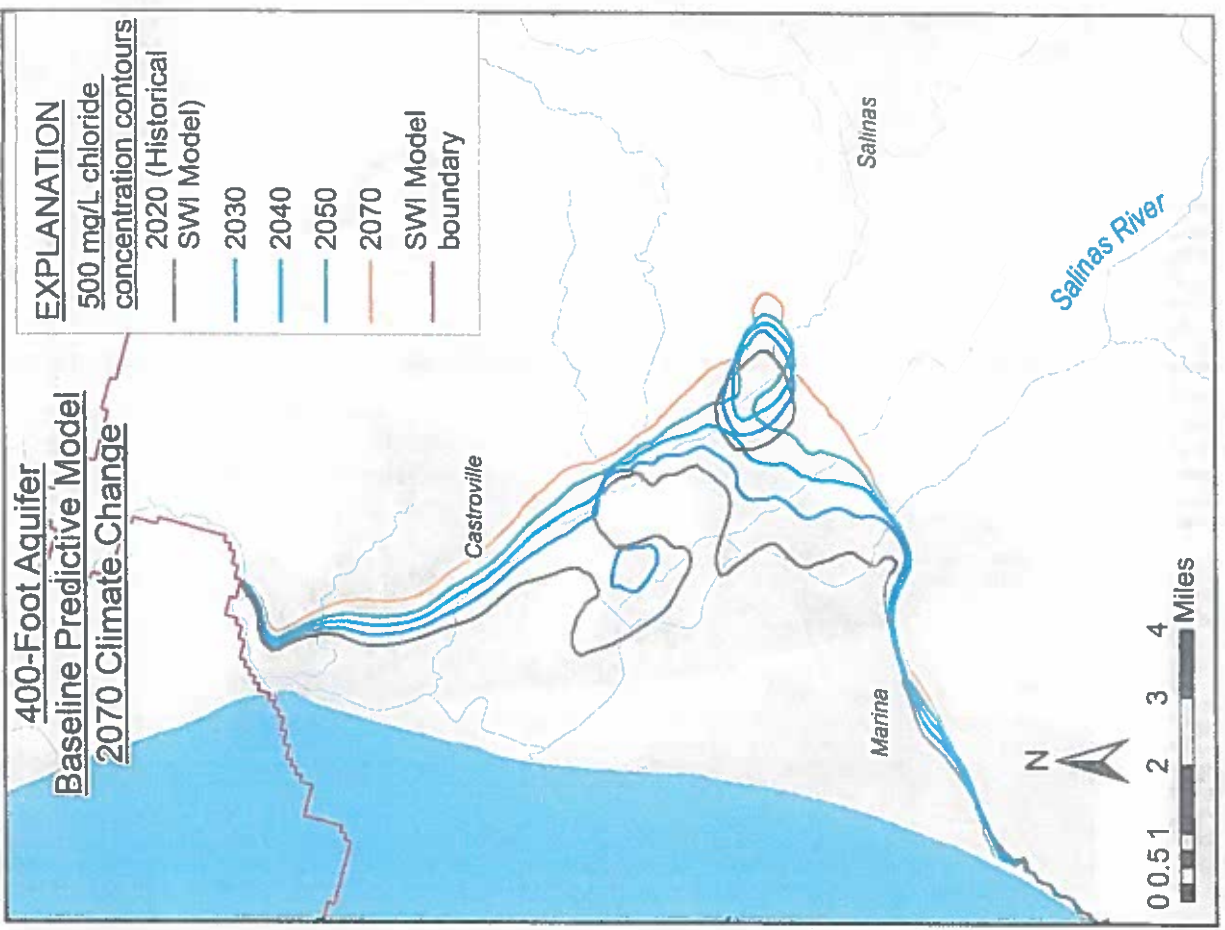 400-Foot Aquifer
Baseline Predictive Model
2070 Climate Change
EXPLANATION
500 mg/L chloride
concentration contours
2020 (Historical
SWI Model)
2030
2040
2050
2070
SWI Model
boundary
Castroville
Salinas
Salinas River
Marina
N
0 0.5 1 2 3 4
Miles